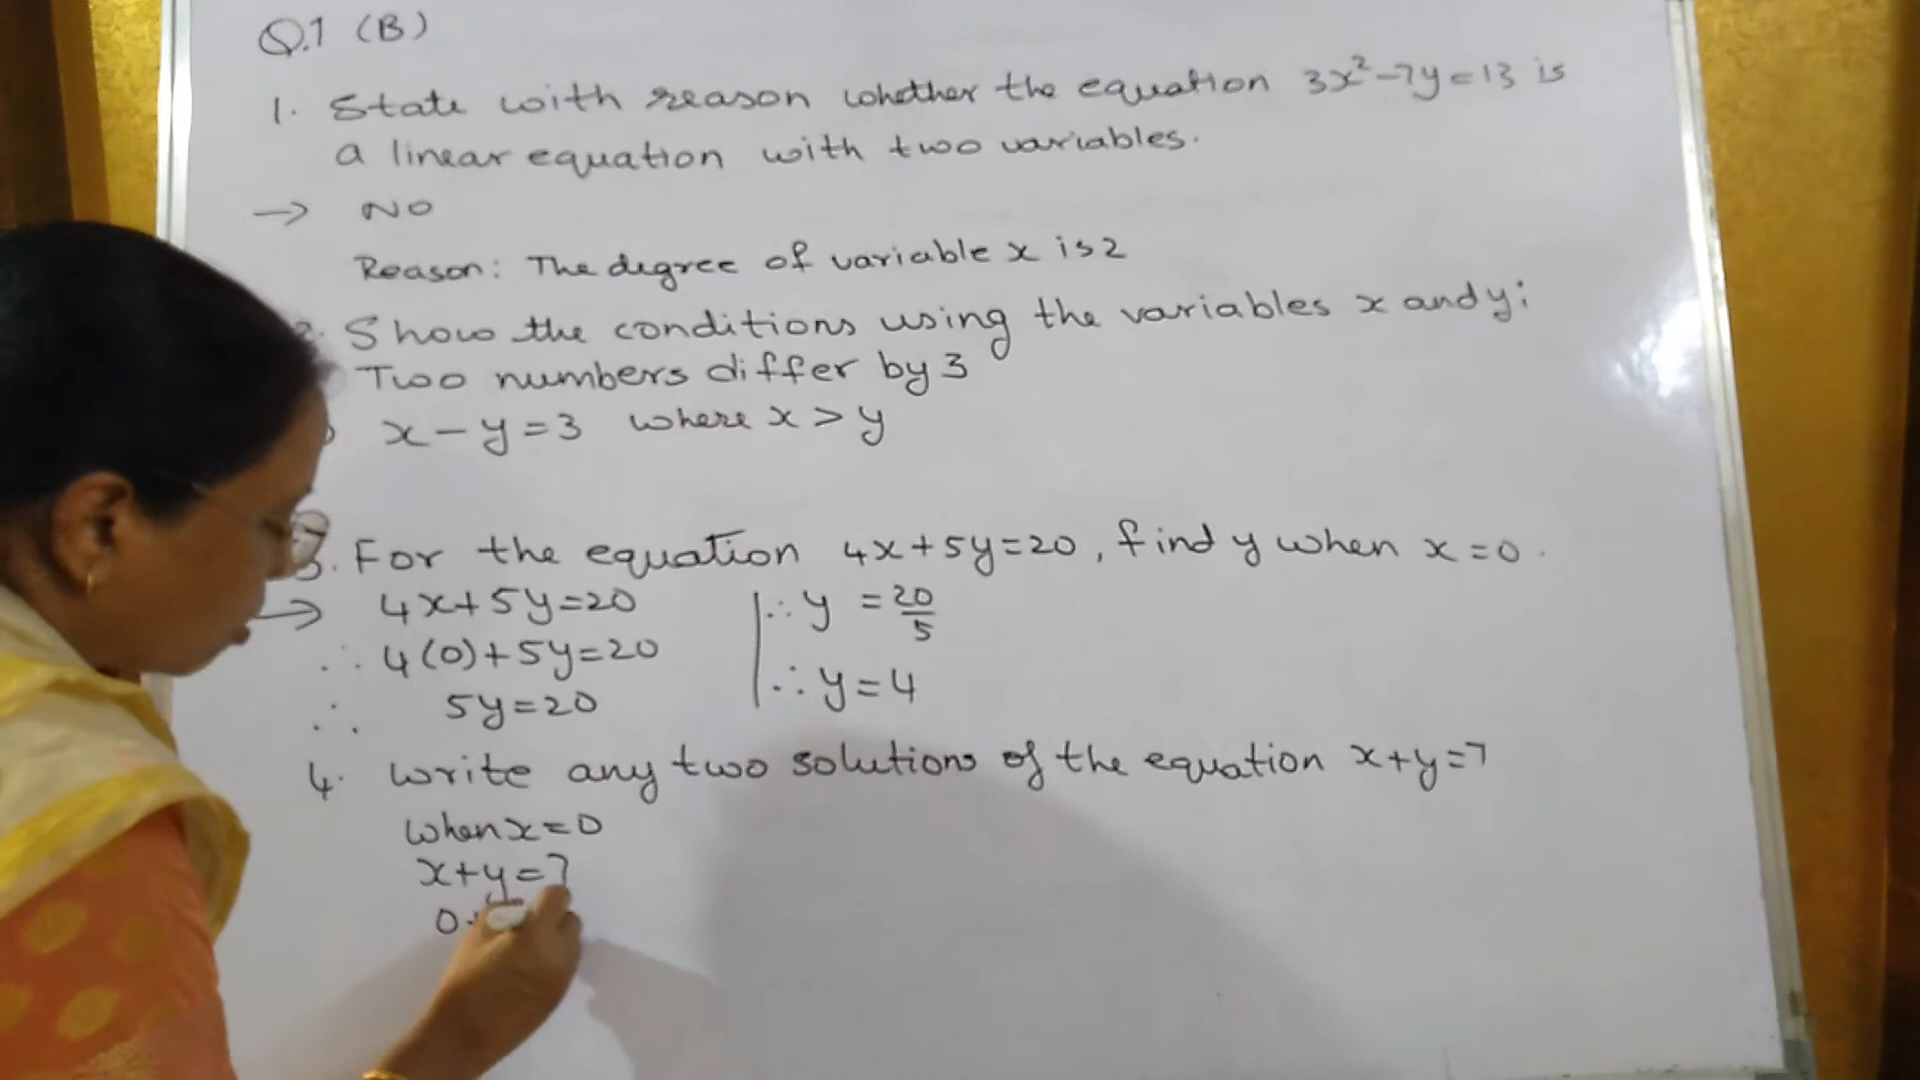 Q.1 (B)
1. State with reason whether the equation 3x²-7y=13 is
a linear equation with two variables.
→ NO
Reason: The degree of variable x is 2
Show the conditions using the variables x and y:
Two numbers differ by 3
x-y=3 where x>y
3. For the equation 4x+5y=20, find y when x=0.
→ 4x+5y=20
∴ 4(0)+5y=20
∴ 5y=20
∴ y = 20/5
∴ y=4
4. Write any two solutions of the equation x+y=7
when x=0
x+y=7
0+